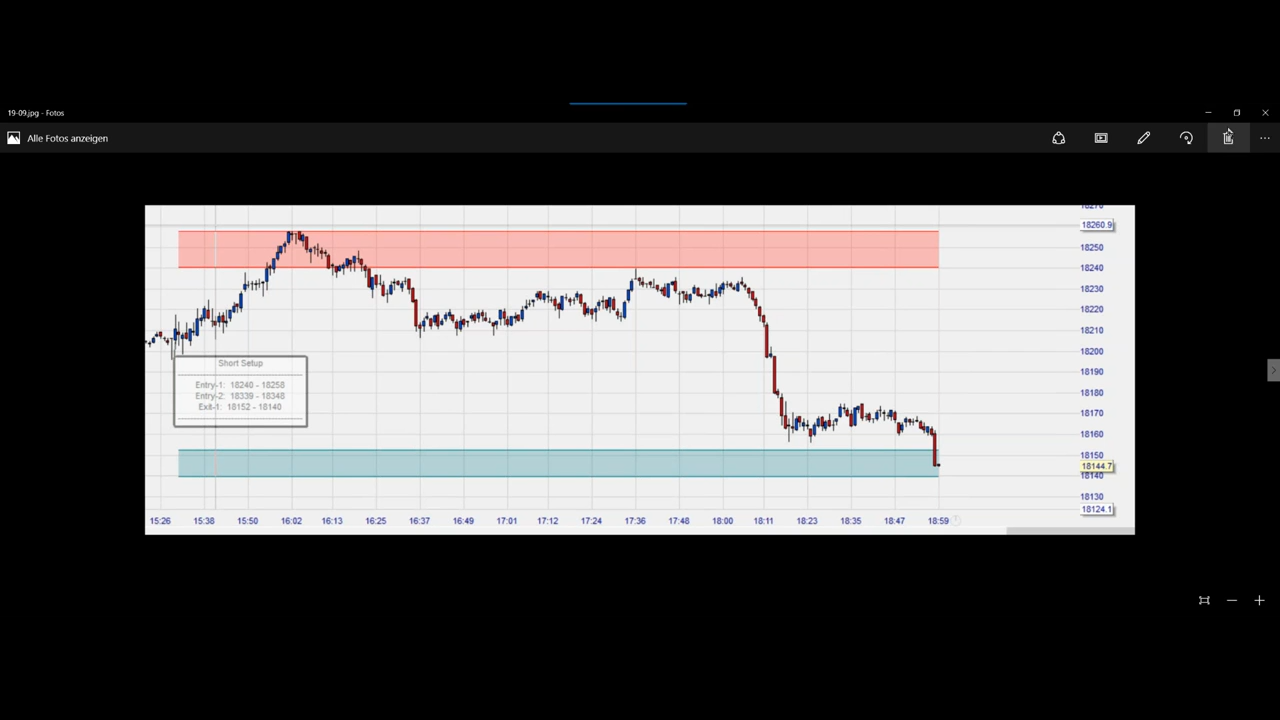 19-09.jpg - Fotos
Alle Fotos anzeigen
18260.9
18250
18240
18230
18220
18210
18200
18190
18180
18170
18160
18150
18144.7
18140
18130
18124.1
Short Setup
Entry-1: 18240 - 18258
Entry-2: 18339 - 18348
Exit-1: 18152 - 18140
15:26 15:38 15:50 16:02 16:13 16:25 16:37 16:49 17:01 17:12 17:24 17:36 17:48 18:00 18:11 18:23 18:35 18:47 18:59